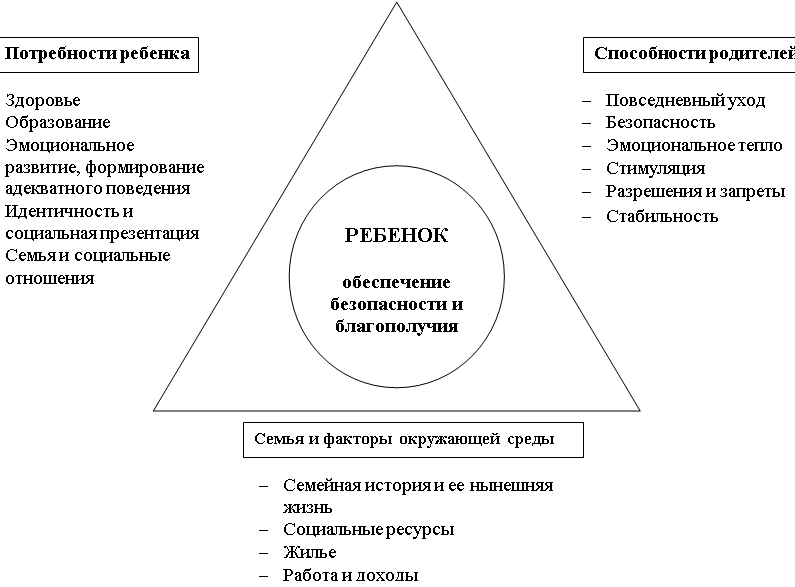 Потребности ребенка
Здоровье
Образование
Эмоциональное
развитие, формирование
адекватного поведения
Идентичность и
социальная презентация
Семья и социальные
отношения
Способности родителей
– Повседневный уход
– Безопасность
– Эмоциональное тепло
– Стимуляция
– Разрешения и запреты
– Стабильность
РЕБЕНОК
обеспечение
безопасности и
благополучия
Семья и факторы окружающей среды
– Семейная история и ее нынешняя
жизнь
– Социальные ресурсы
– Жилье
– Работа и доходы